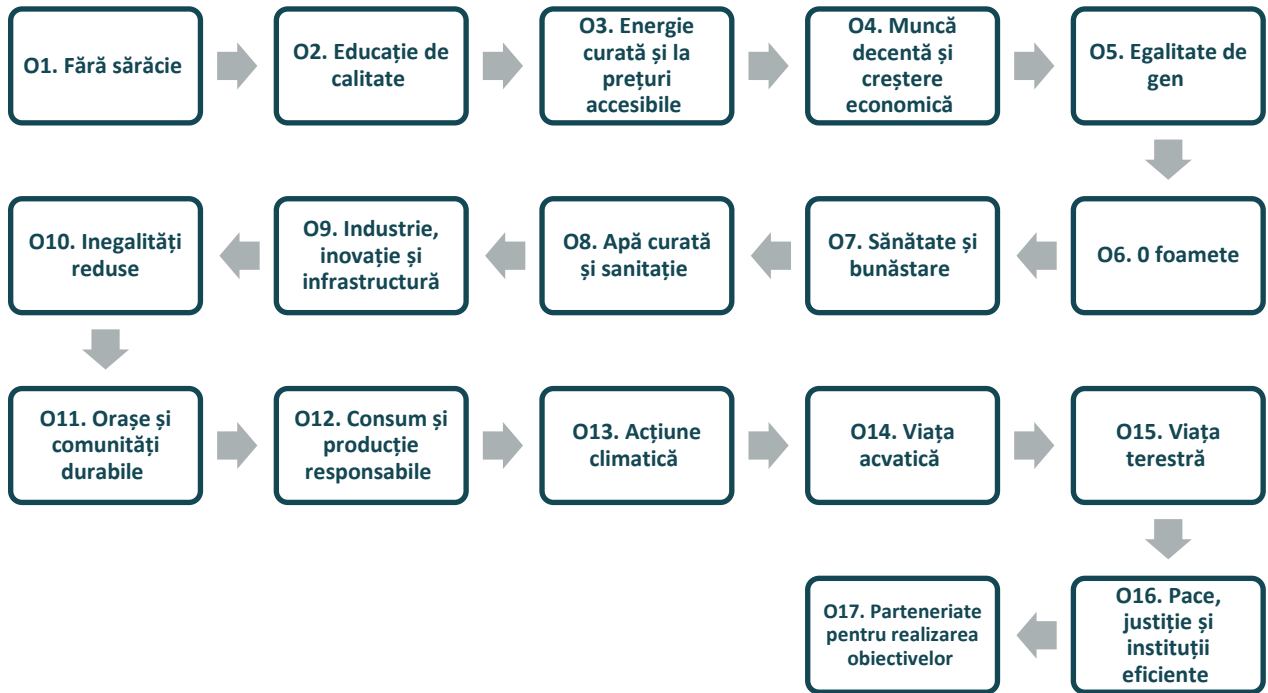 O1. Fără sărăcie
O2. Educație de
calitate
O3. Energie
curată și la
prețuri
accesibile
O4. Muncă
decentă și
creștere
economică
O5. Egalitate de
gen
O6. 0 foamete
O7. Sănătate și
bunăstare
O8. Apă curată
și sanitație
O9. Industrie,
inovație și
infrastructură
O10. Inegalități
reduse
O11. Orașe și
comunități
durabile
O12. Consum și
producție
responsabile
O13. Acțiune
climatică
O14. Viața
acvatică
O15. Viața
terestră
O16. Pace,
justiție și
instituții
eficiente
O17. Parteneriate
pentru realizarea
obiectivelor